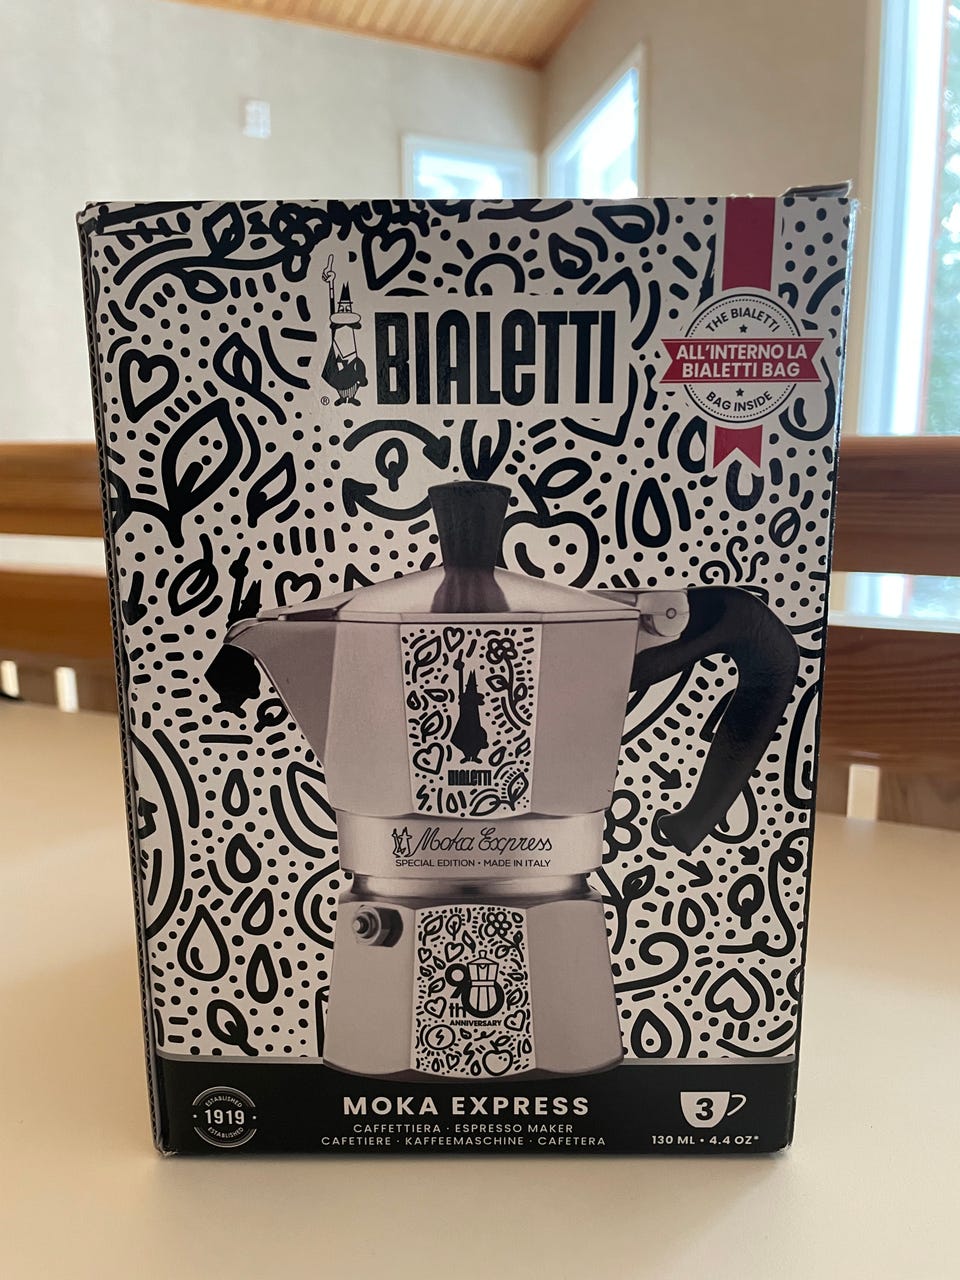 BIALETTI
®
THE BIALETTI
ALL'INTERNO LA
BIALETTI BAG
BAG INSIDE
BIALETTI
Moka Express
SPECIAL EDITION • MADE IN ITALY
90
th
ANNIVERSARY
ESTABLISHED
1919
ESTABLISHED
MOKA EXPRESS
CAFFETTIERA · ESPRESSO MAKER
CAFETIERE · KAFFEEMASCHINE · CAFETERA
3
130 ML • 4.4 OZ*